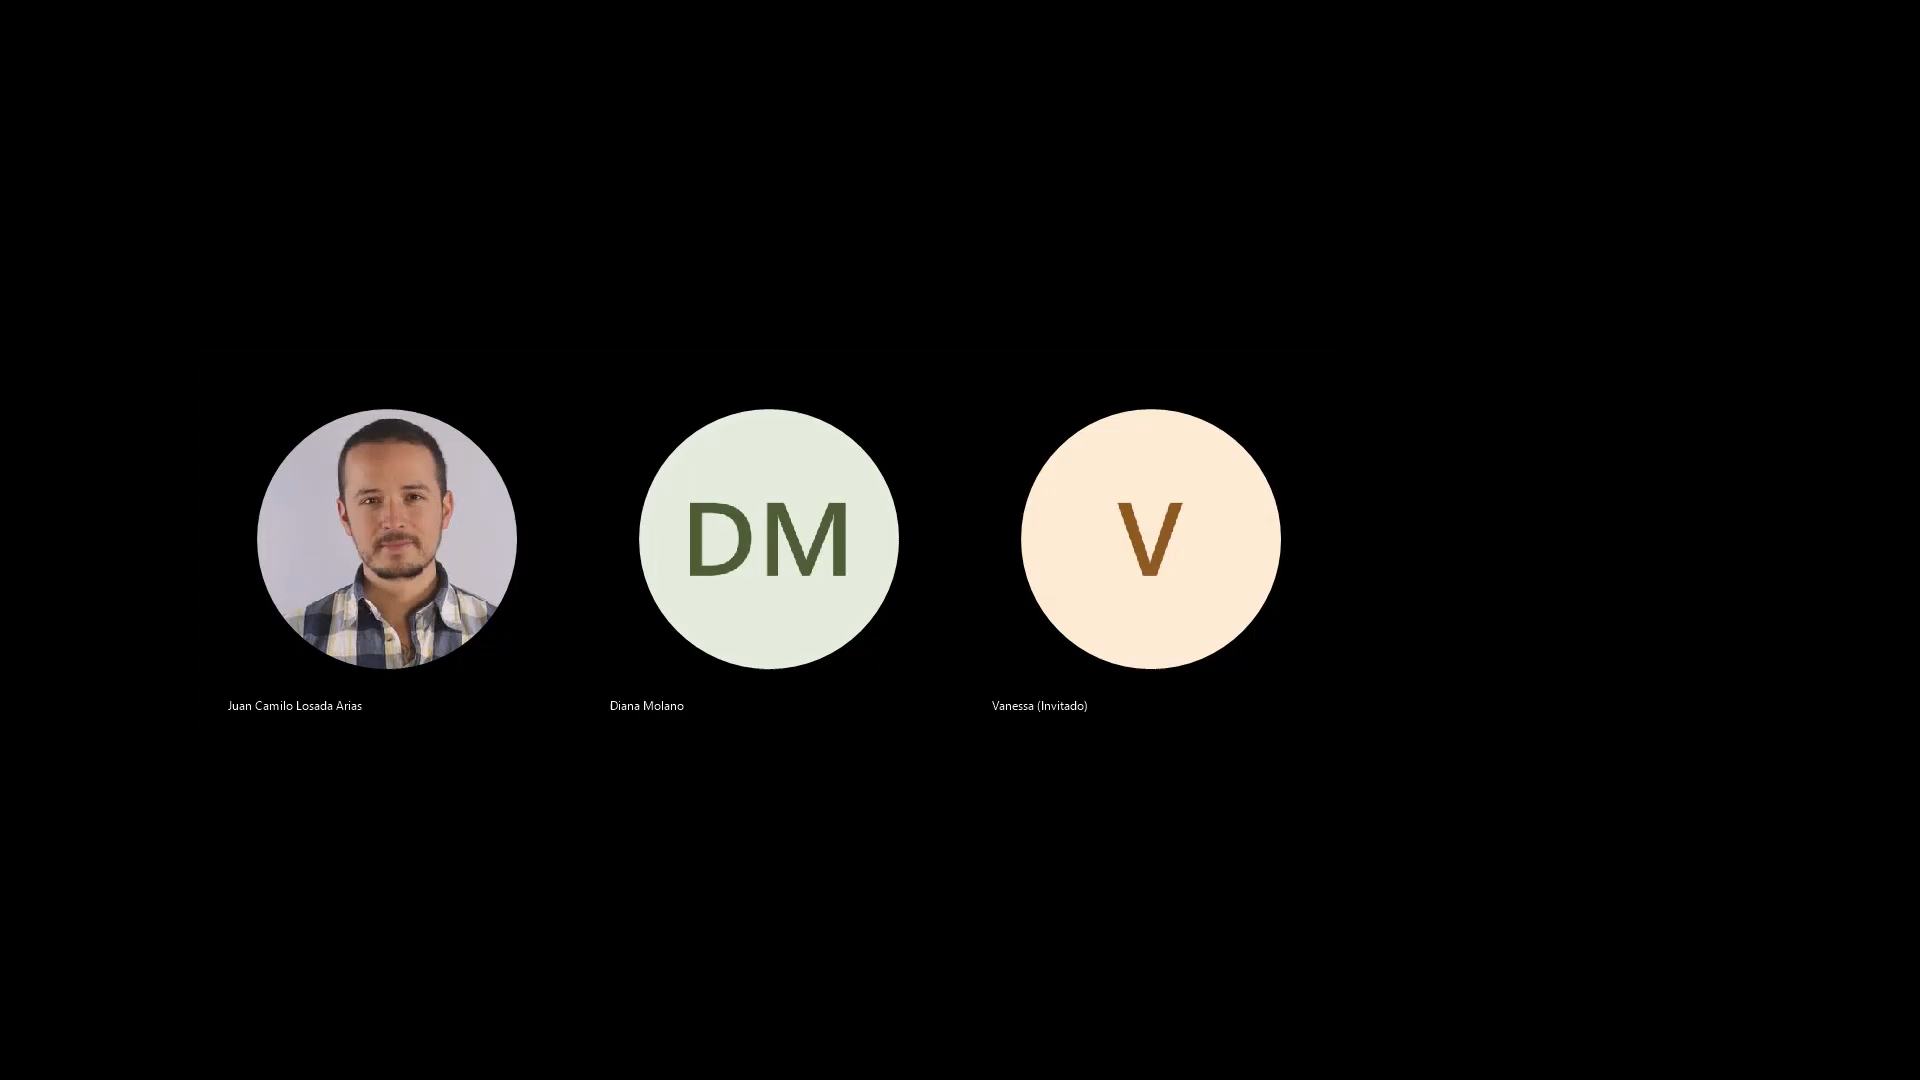 DM
V
Juan Camilo Losada Arias
Diana Molano
Vanessa (Invitado)